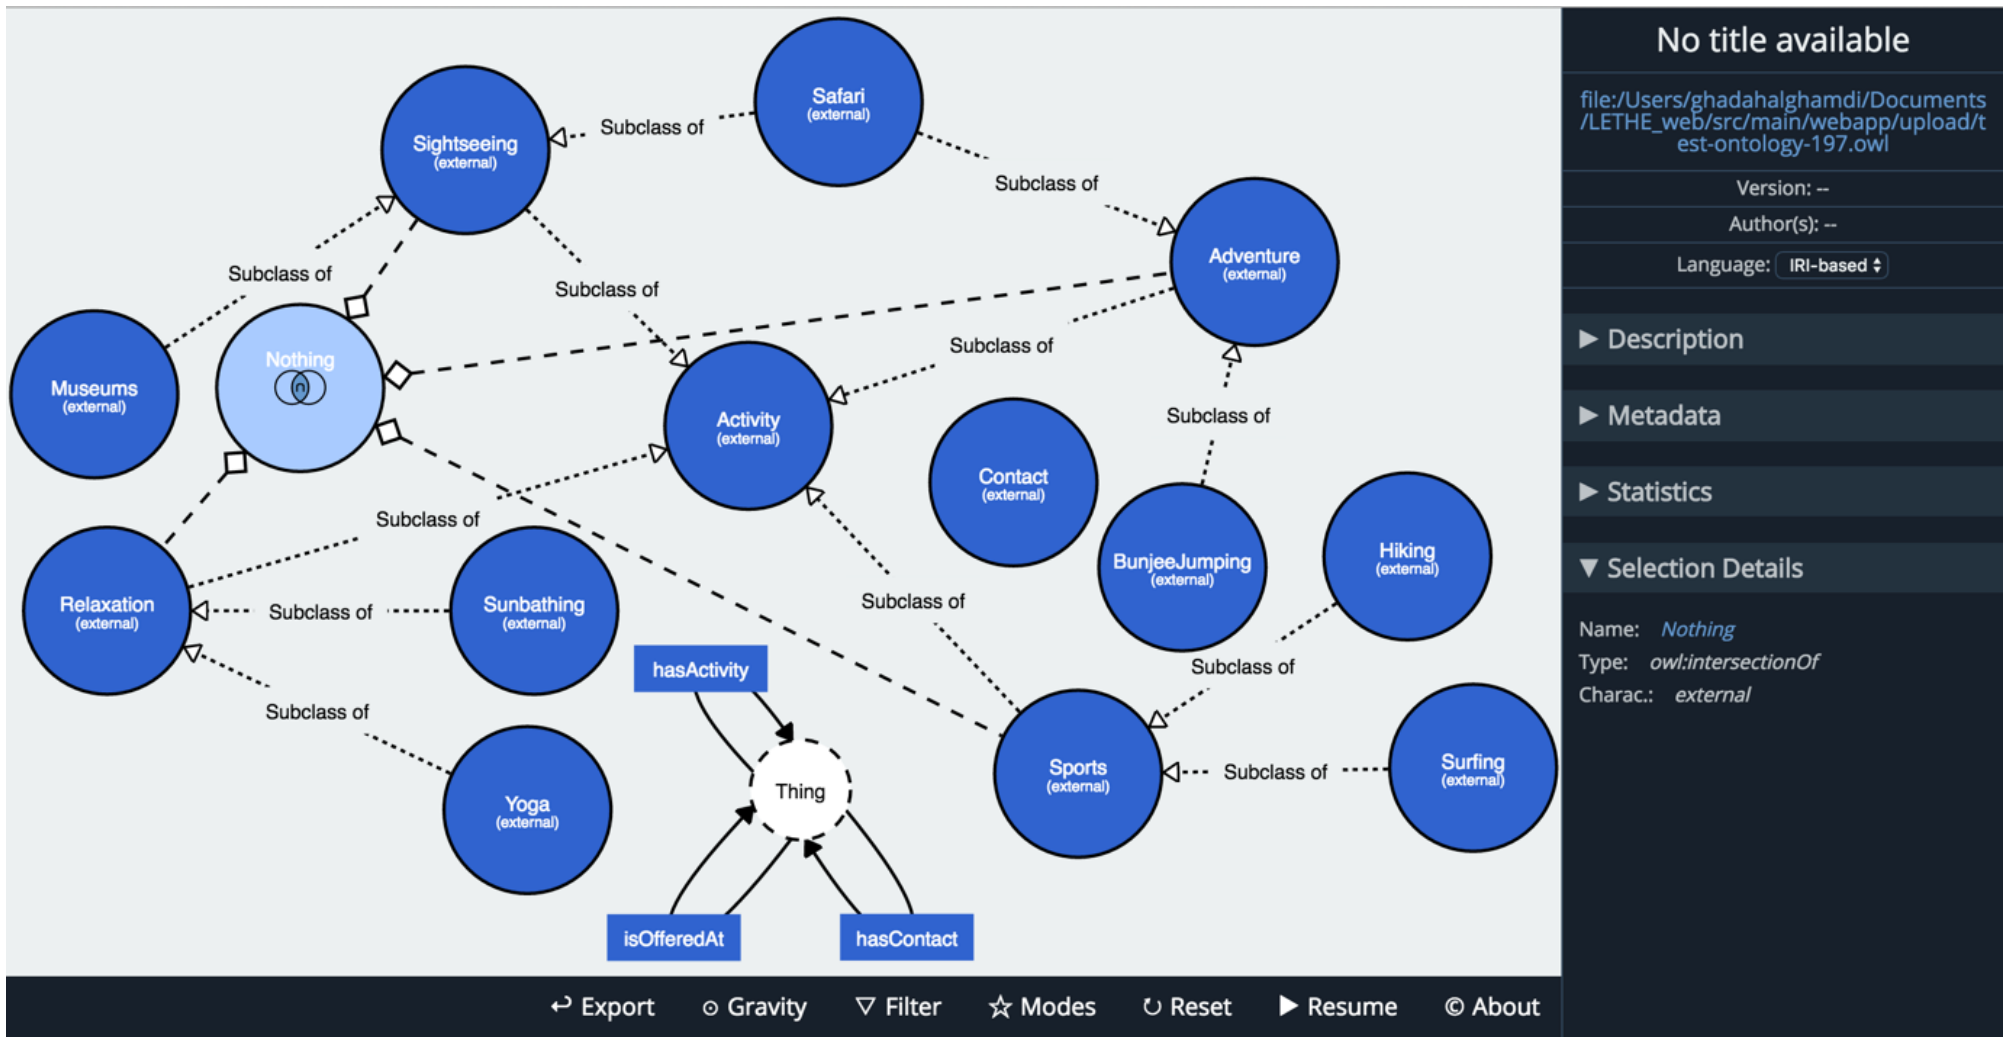 Safari
(external)
Sightseeing
(external)
Subclass of
Subclass of
Adventure
(external)
Subclass of
Subclass of
Nothing
Museums
(external)
Subclass of
Activity
(external)
Subclass of
Contact
(external)
BunjeeJumping
(external)
Hiking
(external)
Subclass of
Relaxation
(external)
Subclass of
Sunbathing
(external)
Subclass of
Subclass of
hasActivity
Subclass of
Yoga
(external)
Thing
Sports
(external)
Subclass of
Surfing
(external)
isOfferedAt
hasContact
Export
Gravity
Filter
Modes
Reset
Resume
© About
No title available
file:/Users/ghadahalghamdi/Documents
/LETHE_web/src/main/webapp/upload/t
est-ontology-197.owl
Version: --
Author(s): --
Language: IRI-based
Description
Metadata
Statistics
Selection Details
Name: Nothing
Type: owl:intersectionOf
Charac.: external